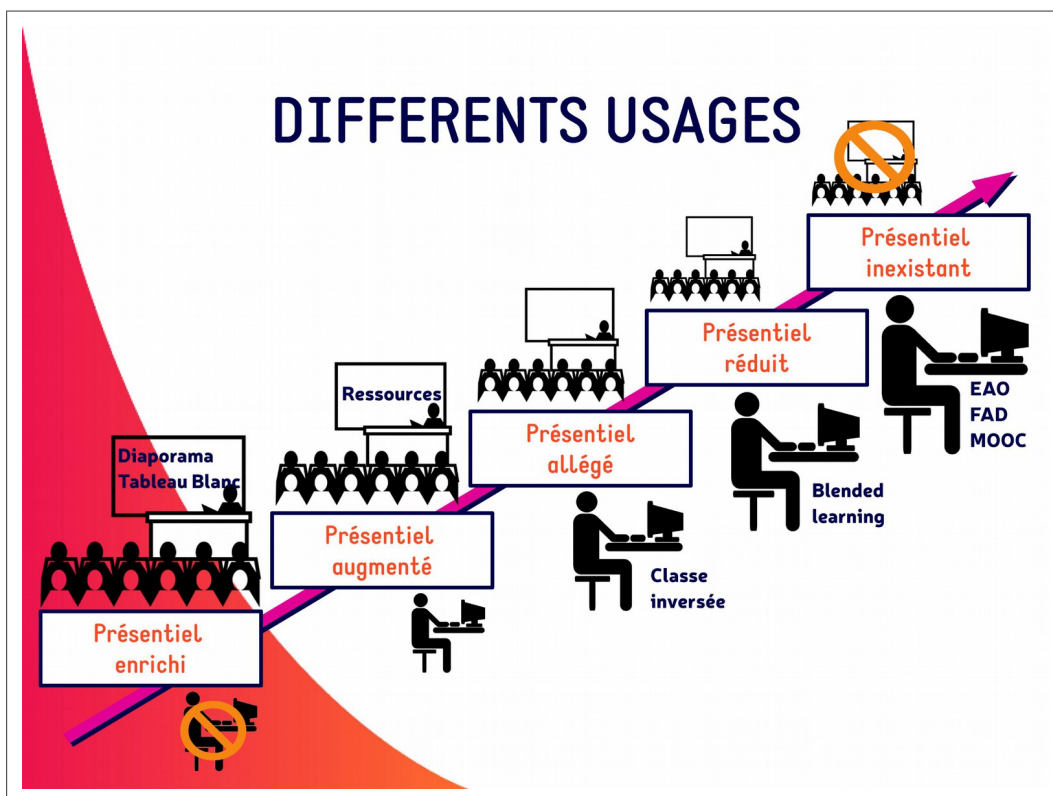 DIFFERENTS USAGES
Diaporama
Tableau Blanc
Présentiel
enrichi
Ressources
Présentiel
augmenté
Présentiel
allégé
Classe
inversée
Présentiel
réduit
Blended
learning
Présentiel
inexistant
EAO
FAD
MOOC